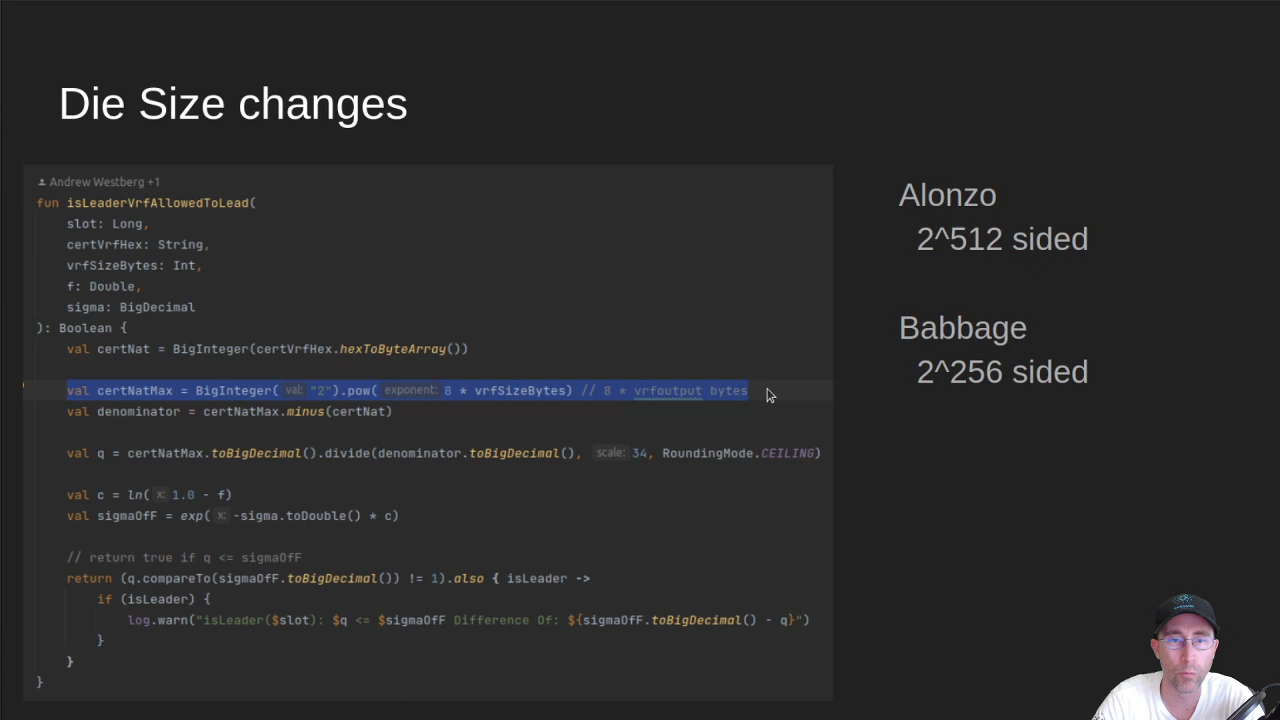 Die Size changes
Andrew Westberg +1
fun isLeaderVrfAllowedToLead(
slot: Long,
certVrfHex: String,
vrfSizeBytes: Int,
f: Double,
sigma: BigDecimal
): Boolean {
val certNat = BigInteger(certVrfHex.hexToByteArray())
val certNatMax = BigInteger( val: "2").pow( exponent: 8 * vrfSizeBytes) // 8 * vrfoutput bytes
val denominator = certNatMax.minus(certNat)
val q = certNatMax.toBigDecimal().divide(denominator.toBigDecimal(), scale: 34, RoundingMode.CEILING)
val c = ln( x: 1.0 - f)
val sigmaOfF = exp( x: -sigma.toDouble() * c)
// return true if q <= sigmaOfF
return (q.compareTo(sigmaOfF.toBigDecimal()) != 1).also { isLeader ->
if (isLeader) {
log.warn("isLeader($slot): $q <= $sigmaOfF Difference Of: ${sigmaOfF.toBigDecimal() - q}")
}
}
}
Alonzo
2^512 sided
Babbage
2^256 sided